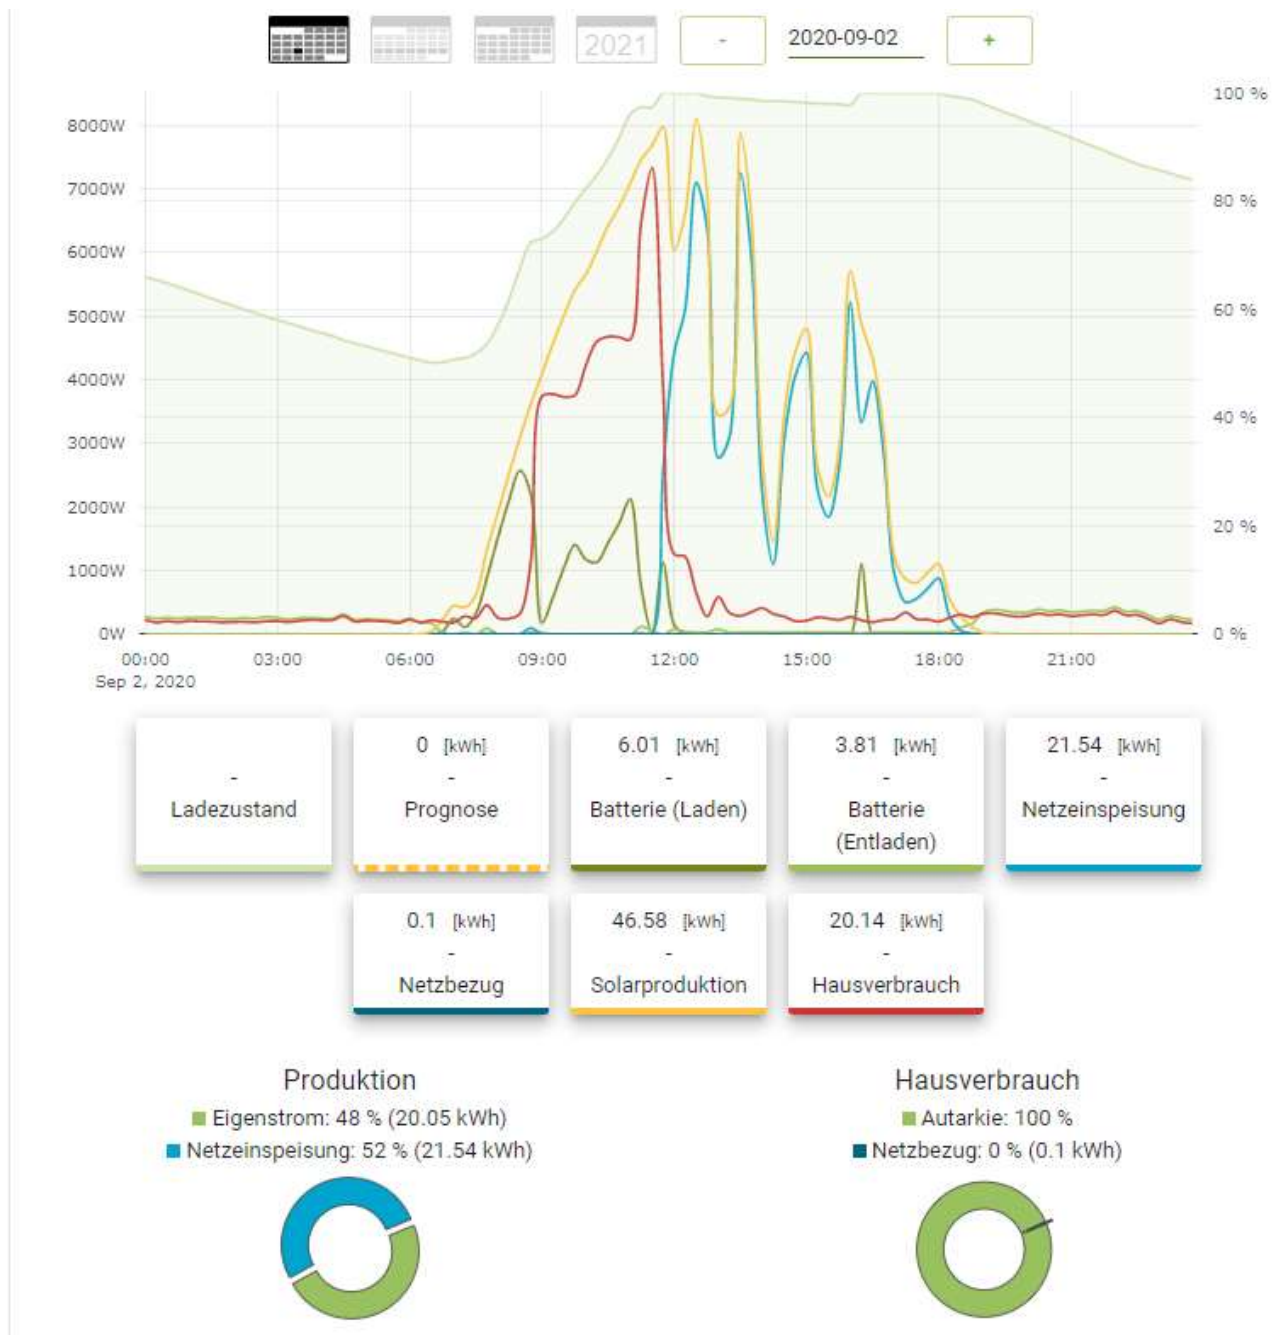 2021
-
2020-09-02
+
100 %
8000W
7000W
80 %
6000W
60 %
5000W
4000W
40 %
3000W
2000W
20 %
1000W
0W
0 %
00:00
03:00
06:00
09:00
12:00
15:00
18:00
21:00
Sep 2, 2020
-
Ladezustand
0 [kWh]
-
Prognose
6.01 [kWh]
-
Batterie (Laden)
3.81 [kWh]
-
Batterie
(Entladen)
21.54 [kWh]
-
Netzeinspeisung
0.1 [kWh]
-
Netzbezug
46.58 [kWh]
-
Solarproduktion
20.14 [kWh]
-
Hausverbrauch
Produktion
Eigenstrom: 48 % (20.05 kWh)
Netzeinspeisung: 52 % (21.54 kWh)
Hausverbrauch
Autarkie: 100 %
Netzbezug: 0 % (0.1 kWh)